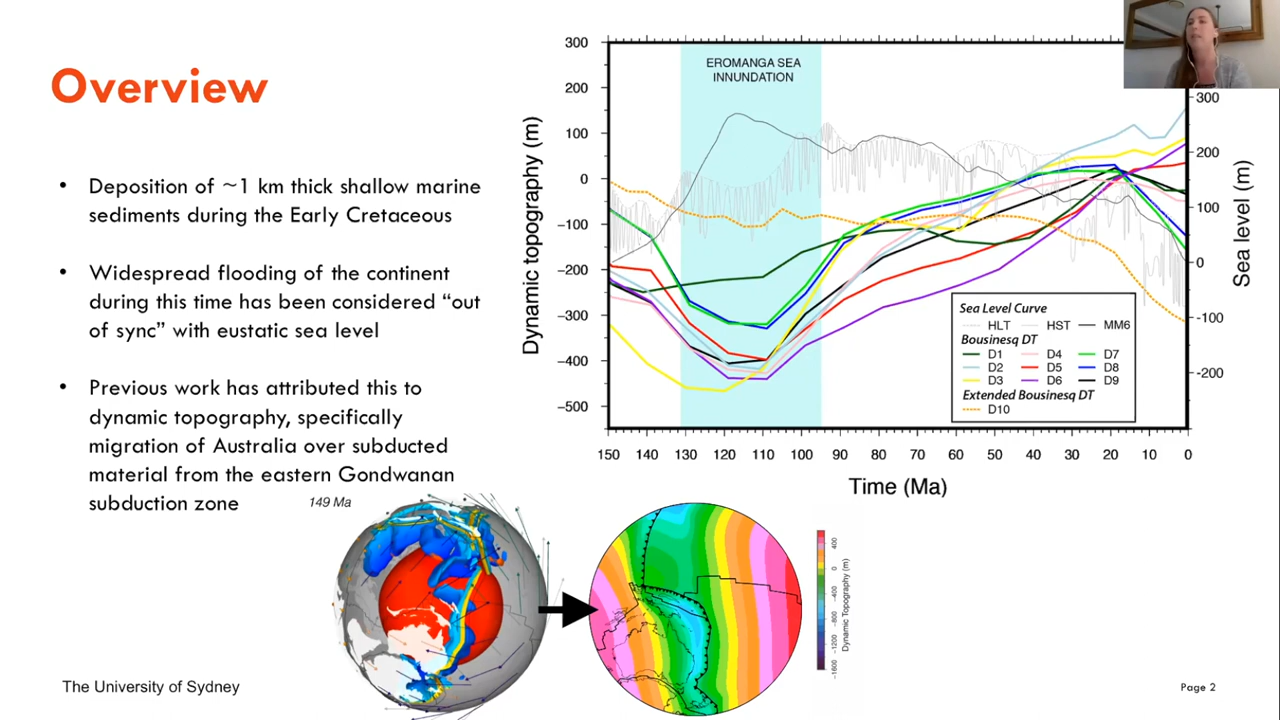 Overview
• Deposition of ~1 km thick shallow marine
sediments during the Early Cretaceous
• Widespread flooding of the continent
during this time has been considered “out
of sync” with eustatic sea level
• Previous work has attributed this to
dynamic topography, specifically
migration of Australia over subducted
material from the eastern Gondwanan
subduction zone
149 Ma
The University of Sydney
EROMANGA SEA
INNUNDATION
Dynamic topography (m)
300
200
100
0
−100
−200
−300
−400
−500
150 140 130 120 110 100 90 80 70 60 50 40 30 20 10 0
Time (Ma)
300
200
100
0
−100
−200
Sea level (m)
Sea Level Curve
HLT HST MM6
Bousinesq DT
D1 D4 D7
D2 D5 D8
D3 D6 D9
Extended Bousinesq DT
D10
400
0
−400
−800
−1200
−1600
Dynamic Topography (m)
Page 2